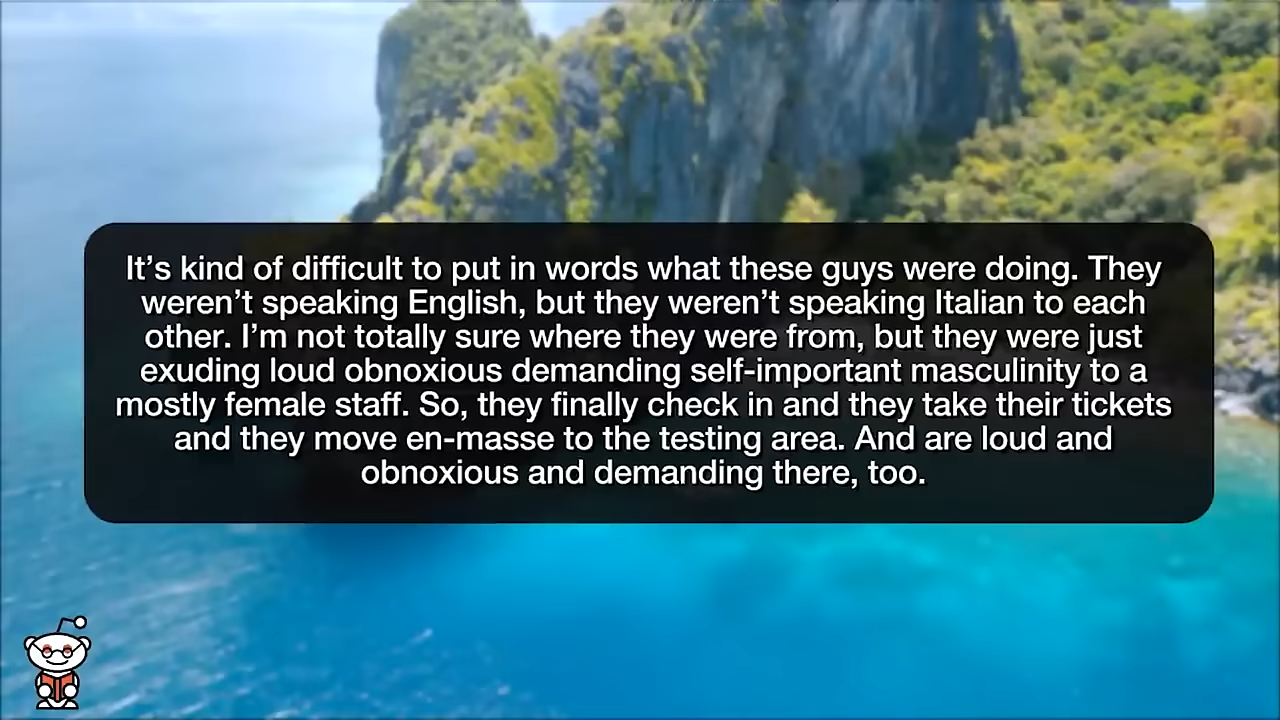 It’s kind of difficult to put in words what these guys were doing. They
weren’t speaking English, but they weren’t speaking Italian to each
other. I’m not totally sure where they were from, but they were just
exuding loud obnoxious demanding self-important masculinity to a
mostly female staff. So, they finally check in and they take their tickets
and they move en-masse to the testing area. And are loud and
obnoxious and demanding there, too.